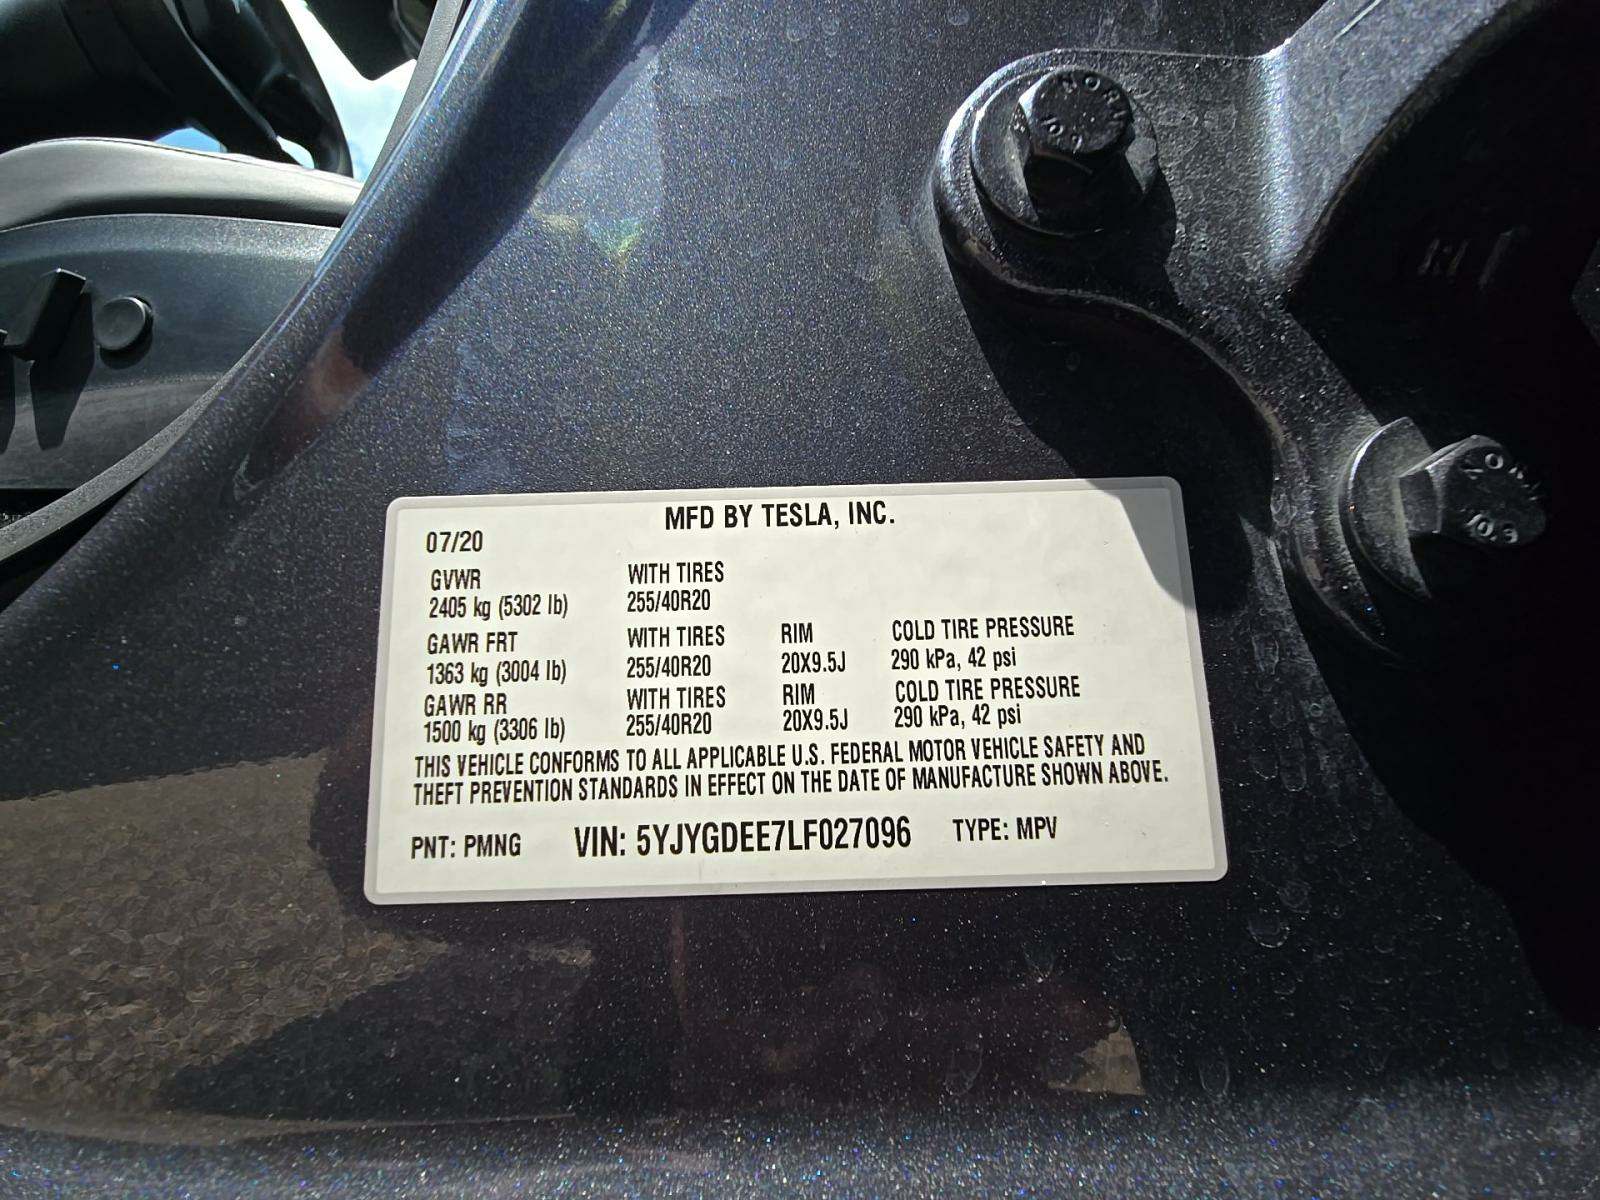 MFD BY TESLA, INC.
07/20
GVWR WITH TIRES
2405 kg (5302 lb) 255/40R20
GAWR FRT WITH TIRES RIM COLD TIRE PRESSURE
1363 kg (3004 lb) 255/40R20 20X9.5J 290 kPa, 42 psi
GAWR RR WITH TIRES RIM COLD TIRE PRESSURE
1500 kg (3306 lb) 255/40R20 20X9.5J 290 kPa, 42 psi
THIS VEHICLE CONFORMS TO ALL APPLICABLE U.S. FEDERAL MOTOR VEHICLE SAFETY AND
THEFT PREVENTION STANDARDS IN EFFECT ON THE DATE OF MANUFACTURE SHOWN ABOVE.
PNT: PMNG VIN: 5YJYGDEE7LF027096 TYPE: MPV
10.9
10.9